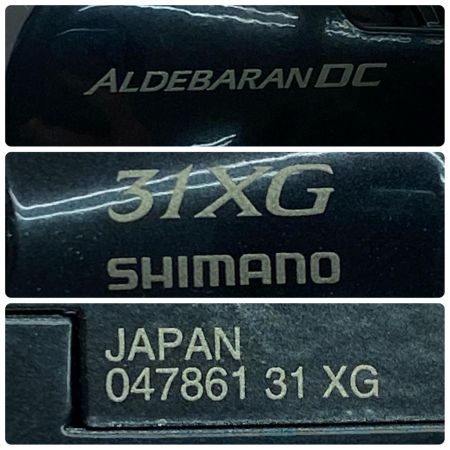 ALDEBARAN DC
31XG
SHIMANO
JAPAN
047861 31 XG